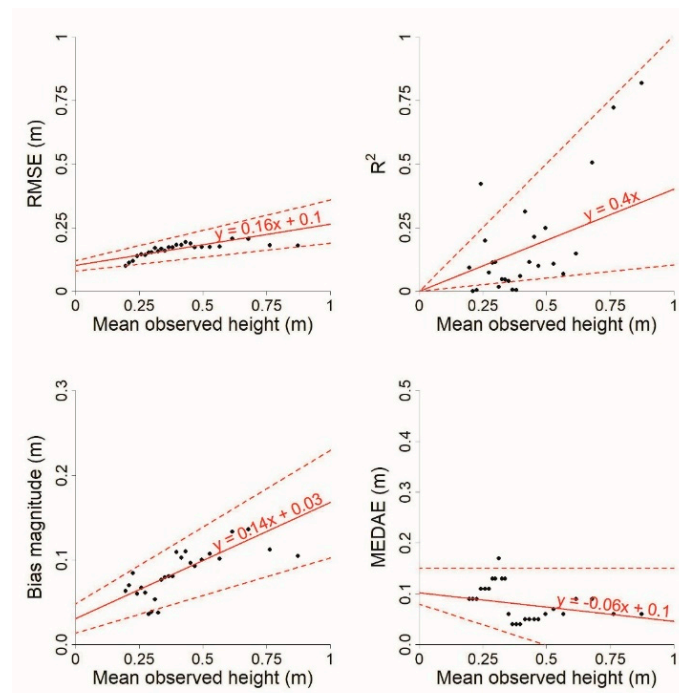 RMSE (m)
1
0.75
0.5
0.25
0
y = 0.16x + 0.1
0 0.25 0.5 0.75 1
Mean observed height (m)
R2
1
0.75
0.5
0.25
0
y = 0.4x
0 0.25 0.5 0.75 1
Mean observed height (m)
Bias magnitude (m)
0.3
0.2
0.1
0.0
y = 0.14x + 0.03
0 0.25 0.5 0.75 1
Mean observed height (m)
MEDAE (m)
0.5
0.4
0.3
0.2
0.1
0.0
y = -0.06x + 0.1
0 0.25 0.5 0.75 1
Mean observed height (m)